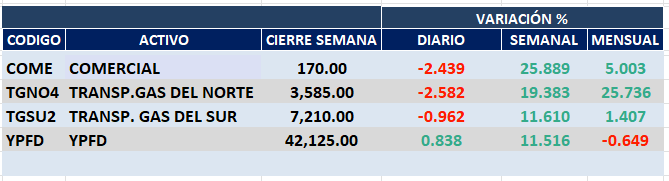 VARIACIÓN %
CODIGO ACTIVO CIERRE SEMANA DIARIO SEMANAL MENSUAL
COME COMERCIAL 170.00 -2.439 25.889 5.003
TGNO4 TRANSP.GAS DEL NORTE 3,585.00 -2.582 19.383 25.736
TGSU2 TRANSP. GAS DEL SUR 7,210.00 -0.962 11.610 1.407
YPFD YPFD 42,125.00 0.838 11.516 -0.649